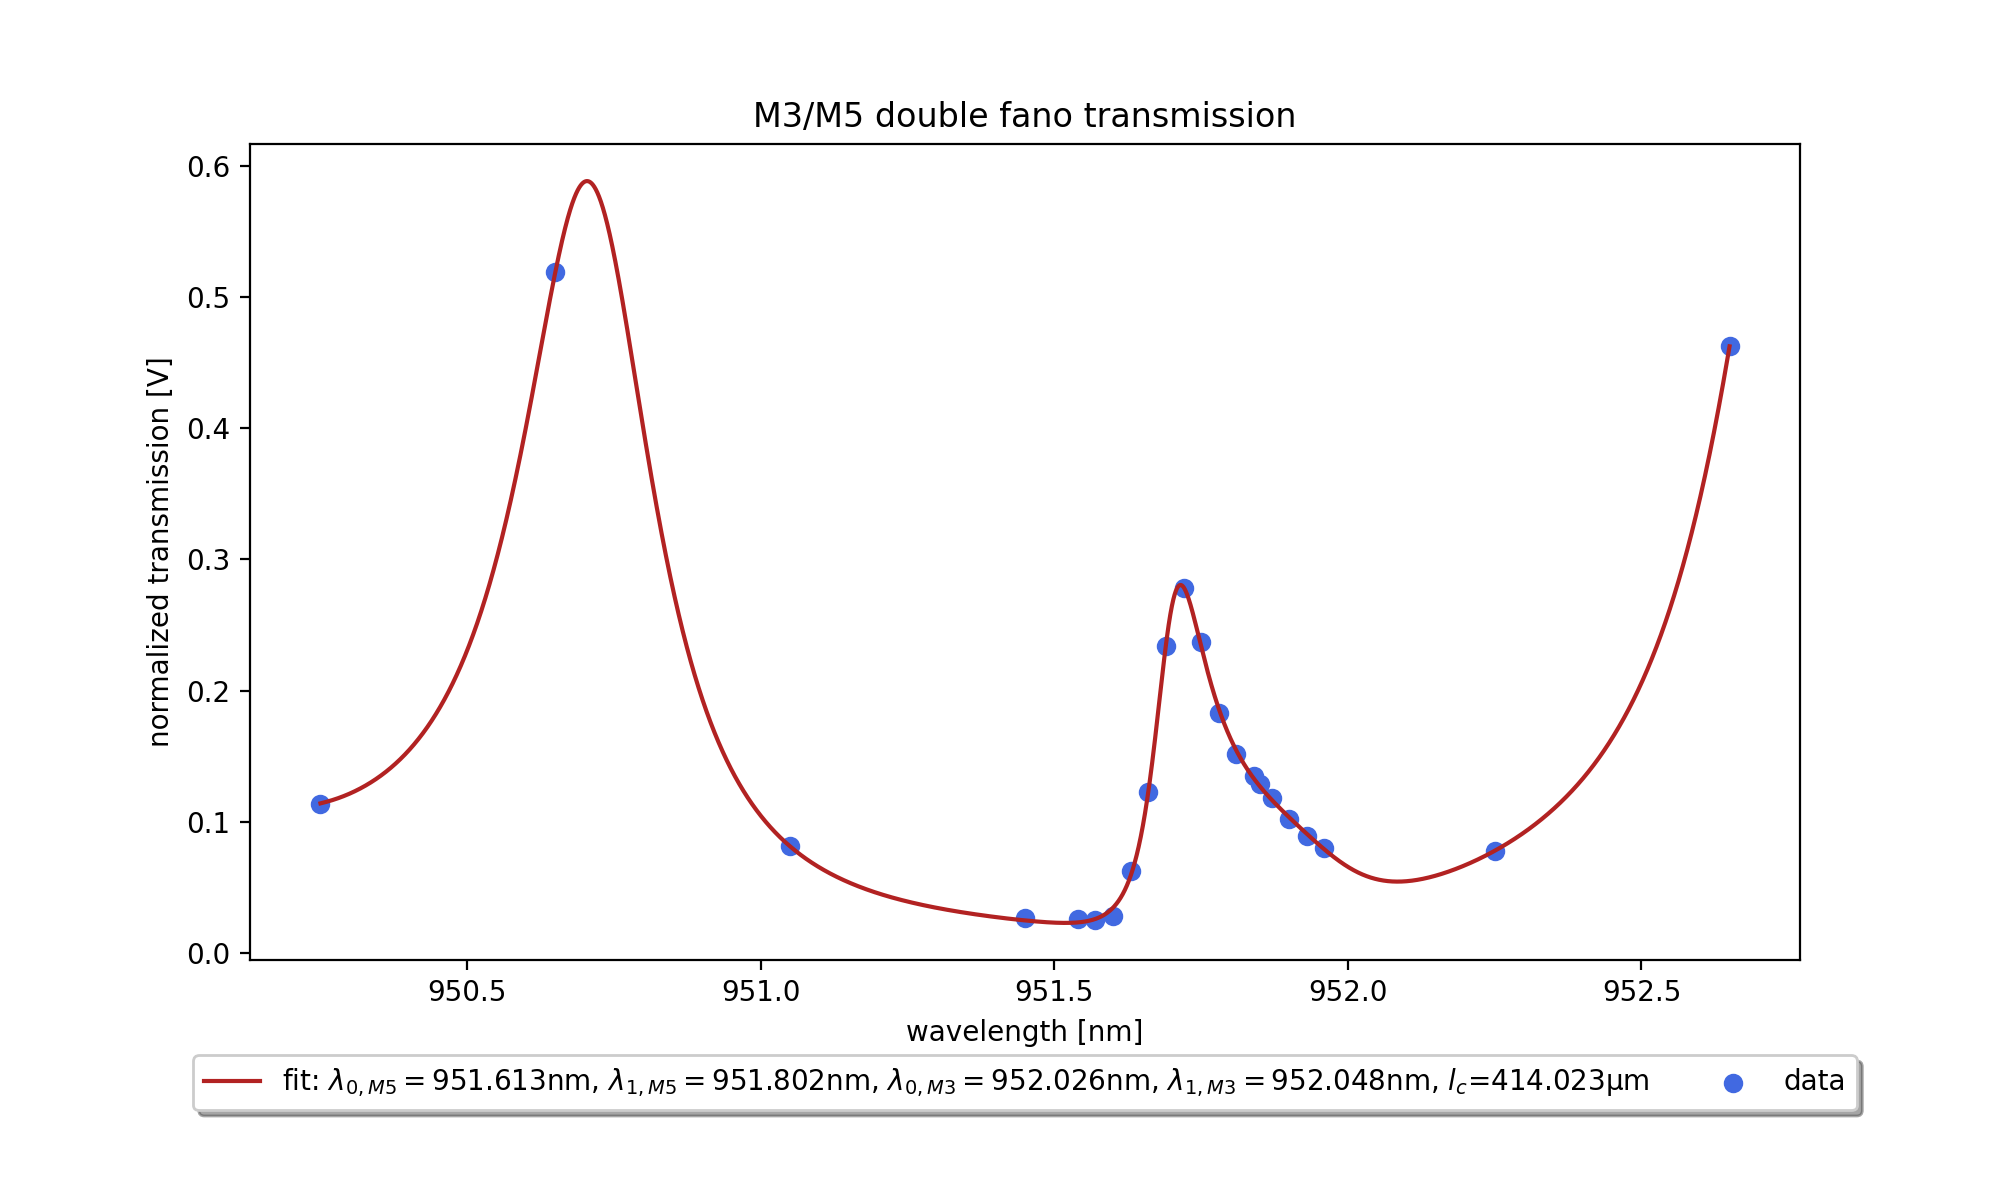 M3/M5 double fano transmission
normalized transmission [V]
0.6
0.5
0.4
0.3
0.2
0.1
0.0
950.5 951.0 951.5 952.0 952.5
wavelength [nm]
fit: λ₀,M5 = 951.613nm, λ₁,M5 = 951.802nm, λ₀,M3 = 952.026nm, λ₁,M3 = 952.048nm, l_c=414.023μm data